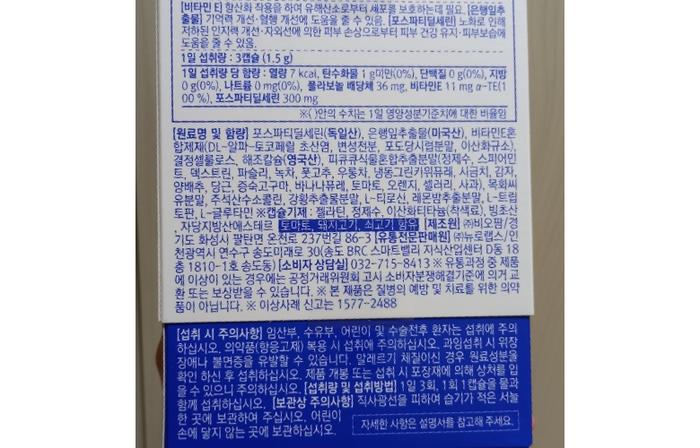 [비타민 E] 항산화 작용을 하여 유해산소로부터 세포를 보호하는데 필요, [은행잎추
출물] 기억력 개선·혈행 개선에 도움을 줄 수 있음. [포스파티딜세린] 노화로 인해
저하된 인지력 개선·자외선에 의한 피부 손상으로부터 피부 건강 유지·피부보습에
도움을 줄 수 있음.
1일 섭취량 : 3캡슐 (1.5 g)
1일 섭취량 당 함량 : 열량 7 kcal, 탄수화물 1 g미만(0%), 단백질 0 g(0%), 지방
0 g(0%), 나트륨 0 mg(0%), 플라보놀 배당체 36 mg, 비타민E 11 mg α-TE(1
00 %), 포스파티딜세린 300 mg
※( )안의 수치는 1일 영양성분기준치에 대한 비율임
[원료명 및 함량] 포스파티딜세린(독일산), 은행잎추출물(미국산), 비타민E혼
합제제(DL-알파-토코페릴 초산염, 변성전분, 포도당시럽분말, 이산화규소),
결정셀룰로스, 해조칼슘(영국산), 피큐큐식물혼합추출분말(정제수, 스피어민
트, 덱스트린, 파슬리, 녹차, 풋고추, 우롱차, 냉동그린카위퓨레, 시금치, 감자,
양배추, 당근, 증숙고구마, 바나나퓨레, 토마토, 오렌지, 샐러리, 사과), 목화씨
유분말, 주석산수소콜린, 강황추출물분말, L-티로신, 레몬밤추출분말, L-트립
토판, L-글루타민 ※캡슐기제 : 젤라틴, 정제수, 이산화티타늄(착색료), 빙초산
, 자당지방산에스테르 토마토, 돼지고기, 쇠고기 함유 [제조원] ㈜비오팜/경
기도 화성시 팔탄면 온천로 237번길 86-3 [유통전문판매원] ㈜뉴로랩스/인
천광역시 연수구 송도미래로 30(송도 BRC 스마트밸리 지식산업센터 D동 18
층 1810-1호 송도동) [소비자 상담실] 032-715-8413 ※유통과정 중 제품
에 이상이 있는 경우에는 공정거래위원회 고시 소비자분쟁해결기준에 의거 교
환 또는 보상받을 수 있습니다. ※ 본 제품은 질병의 예방 및 치료를 위한 의약
품이 아닙니다. ※ 이상사례 신고는 1577-2488
[섭취 시 주의사항] 임산부, 수유부, 어린이 및 수술전후 환자는 섭취에 주의
하십시오. 의약품(항응고제) 복용 시 섭취에 주의하십시오. 과잉섭취 시 위장
장애나 불면증을 유발할 수 있습니다. 알레르기 체질이신 경우 원료성분을
확인 하신 후 섭취하십시오. 제품 개봉 또는 섭취 시 포장재에 의한 상처를 입
을 수 있으니 주의하십시오. [섭취량 및 섭취방법] 1일 3회, 1회 1캡슐을 물과
함께 섭취하십시오. [보관상 주의사항] 직사광선을 피하여 습기가 적은 서늘
한 곳에 보관하여 주십시오. 어린이
손에 닿지 않는 곳에 보관하십시오.
자세한 사항은 설명서를 참고해 주세요.